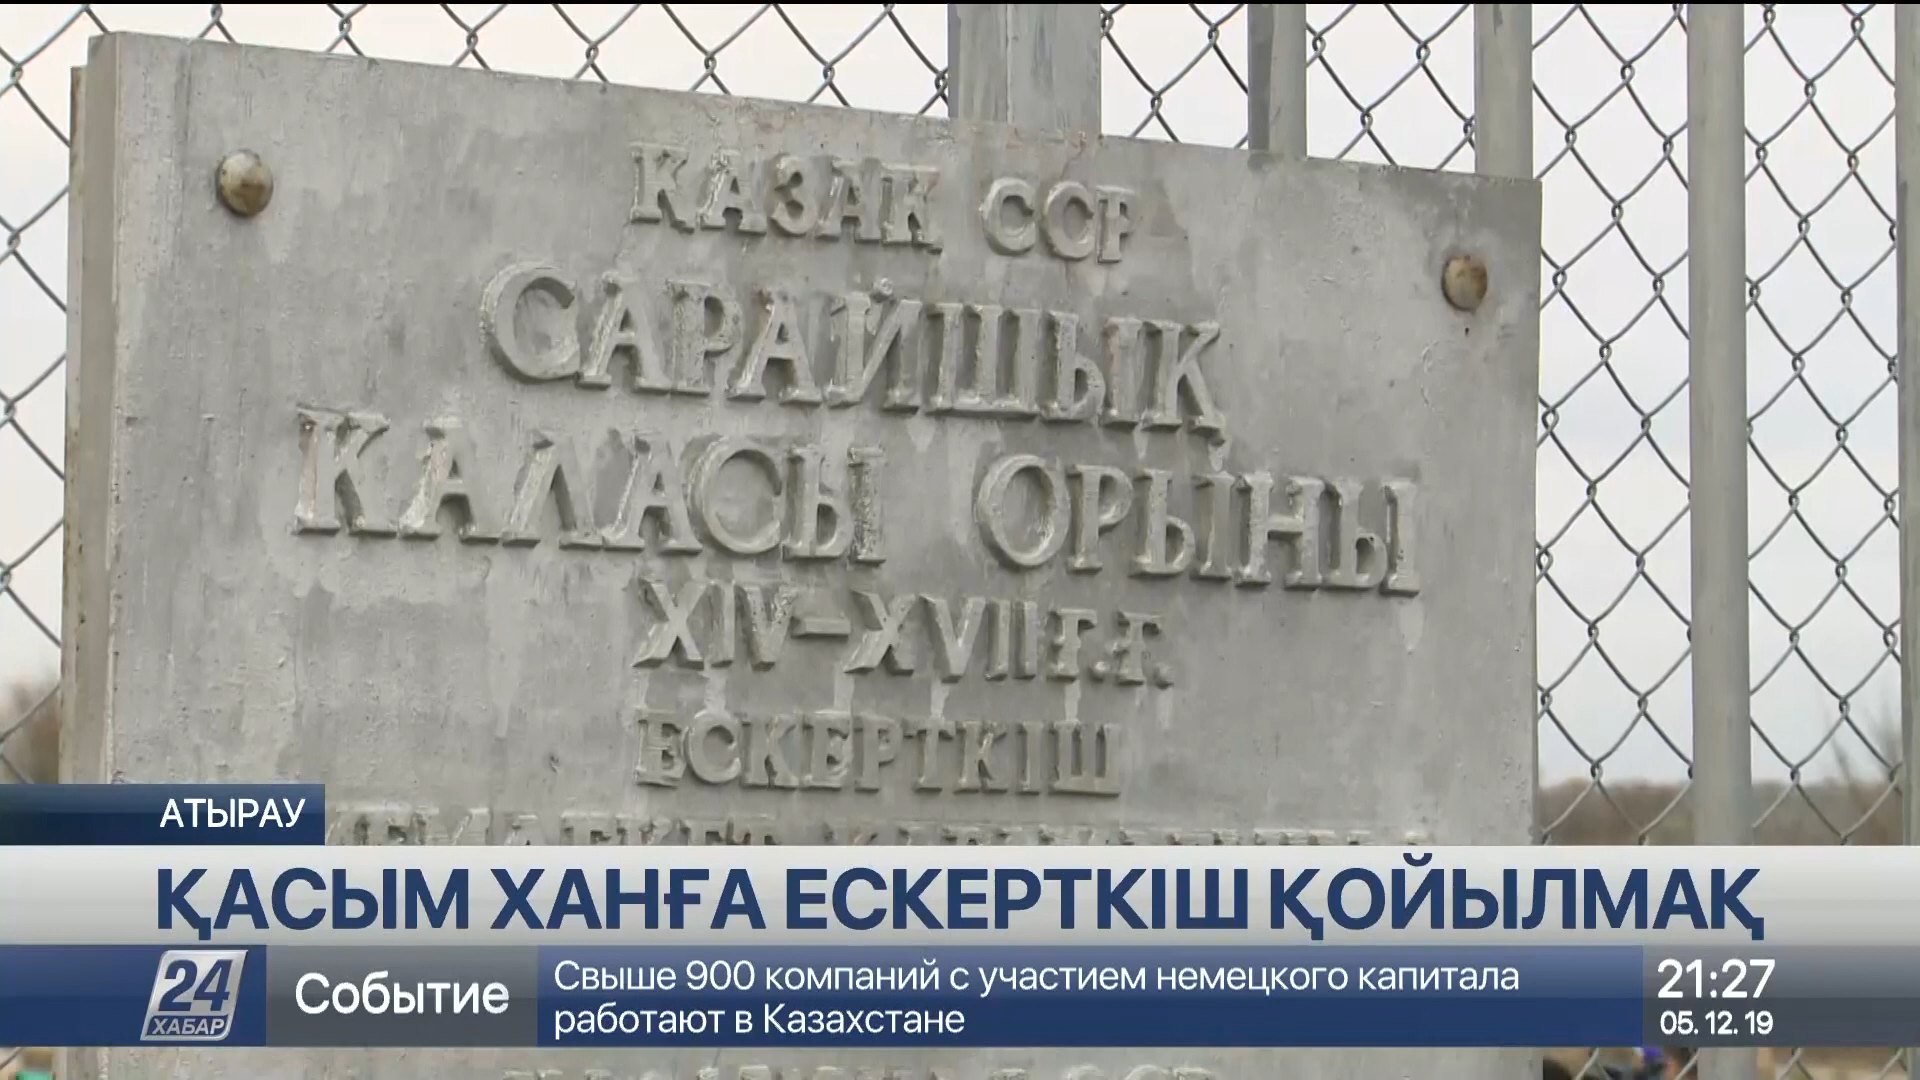 ҚАЗАҚ ССР
САРАЙШЫҚ
ҚАЛАСЫ ОРЫНЫ
XIV–XVII ғ.ғ.
ЕСКЕРТКІШ
АТЫРАУ
ҚАСЫМ ХАНҒА ЕСКЕРТКІШ ҚОЙЫЛМАҚ
24
ХАБАР
Событие
Свыше 900 компаний с участием немецкого капитала
работают в Казахстане
21:27
05. 12. 19